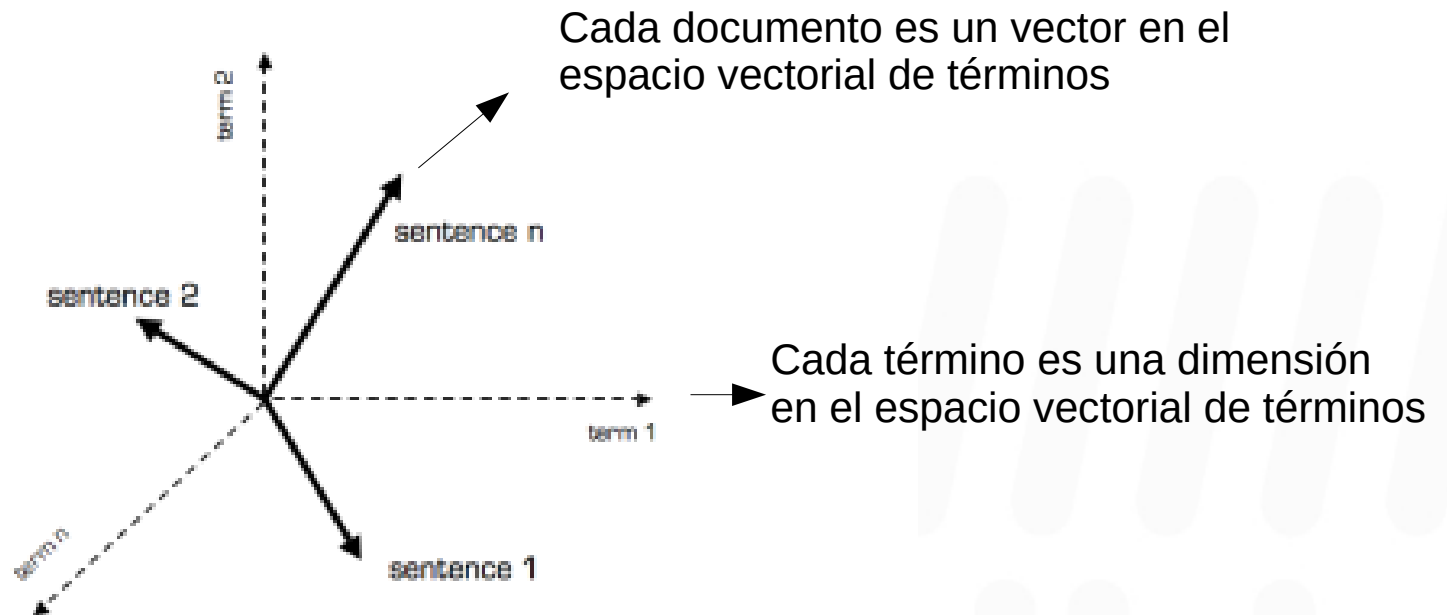 Cada documento es un vector en el
espacio vectorial de términos
term 2
sentence n
sentence 2
Cada término es una dimensión
en el espacio vectorial de términos
term 1
term n
sentence 1